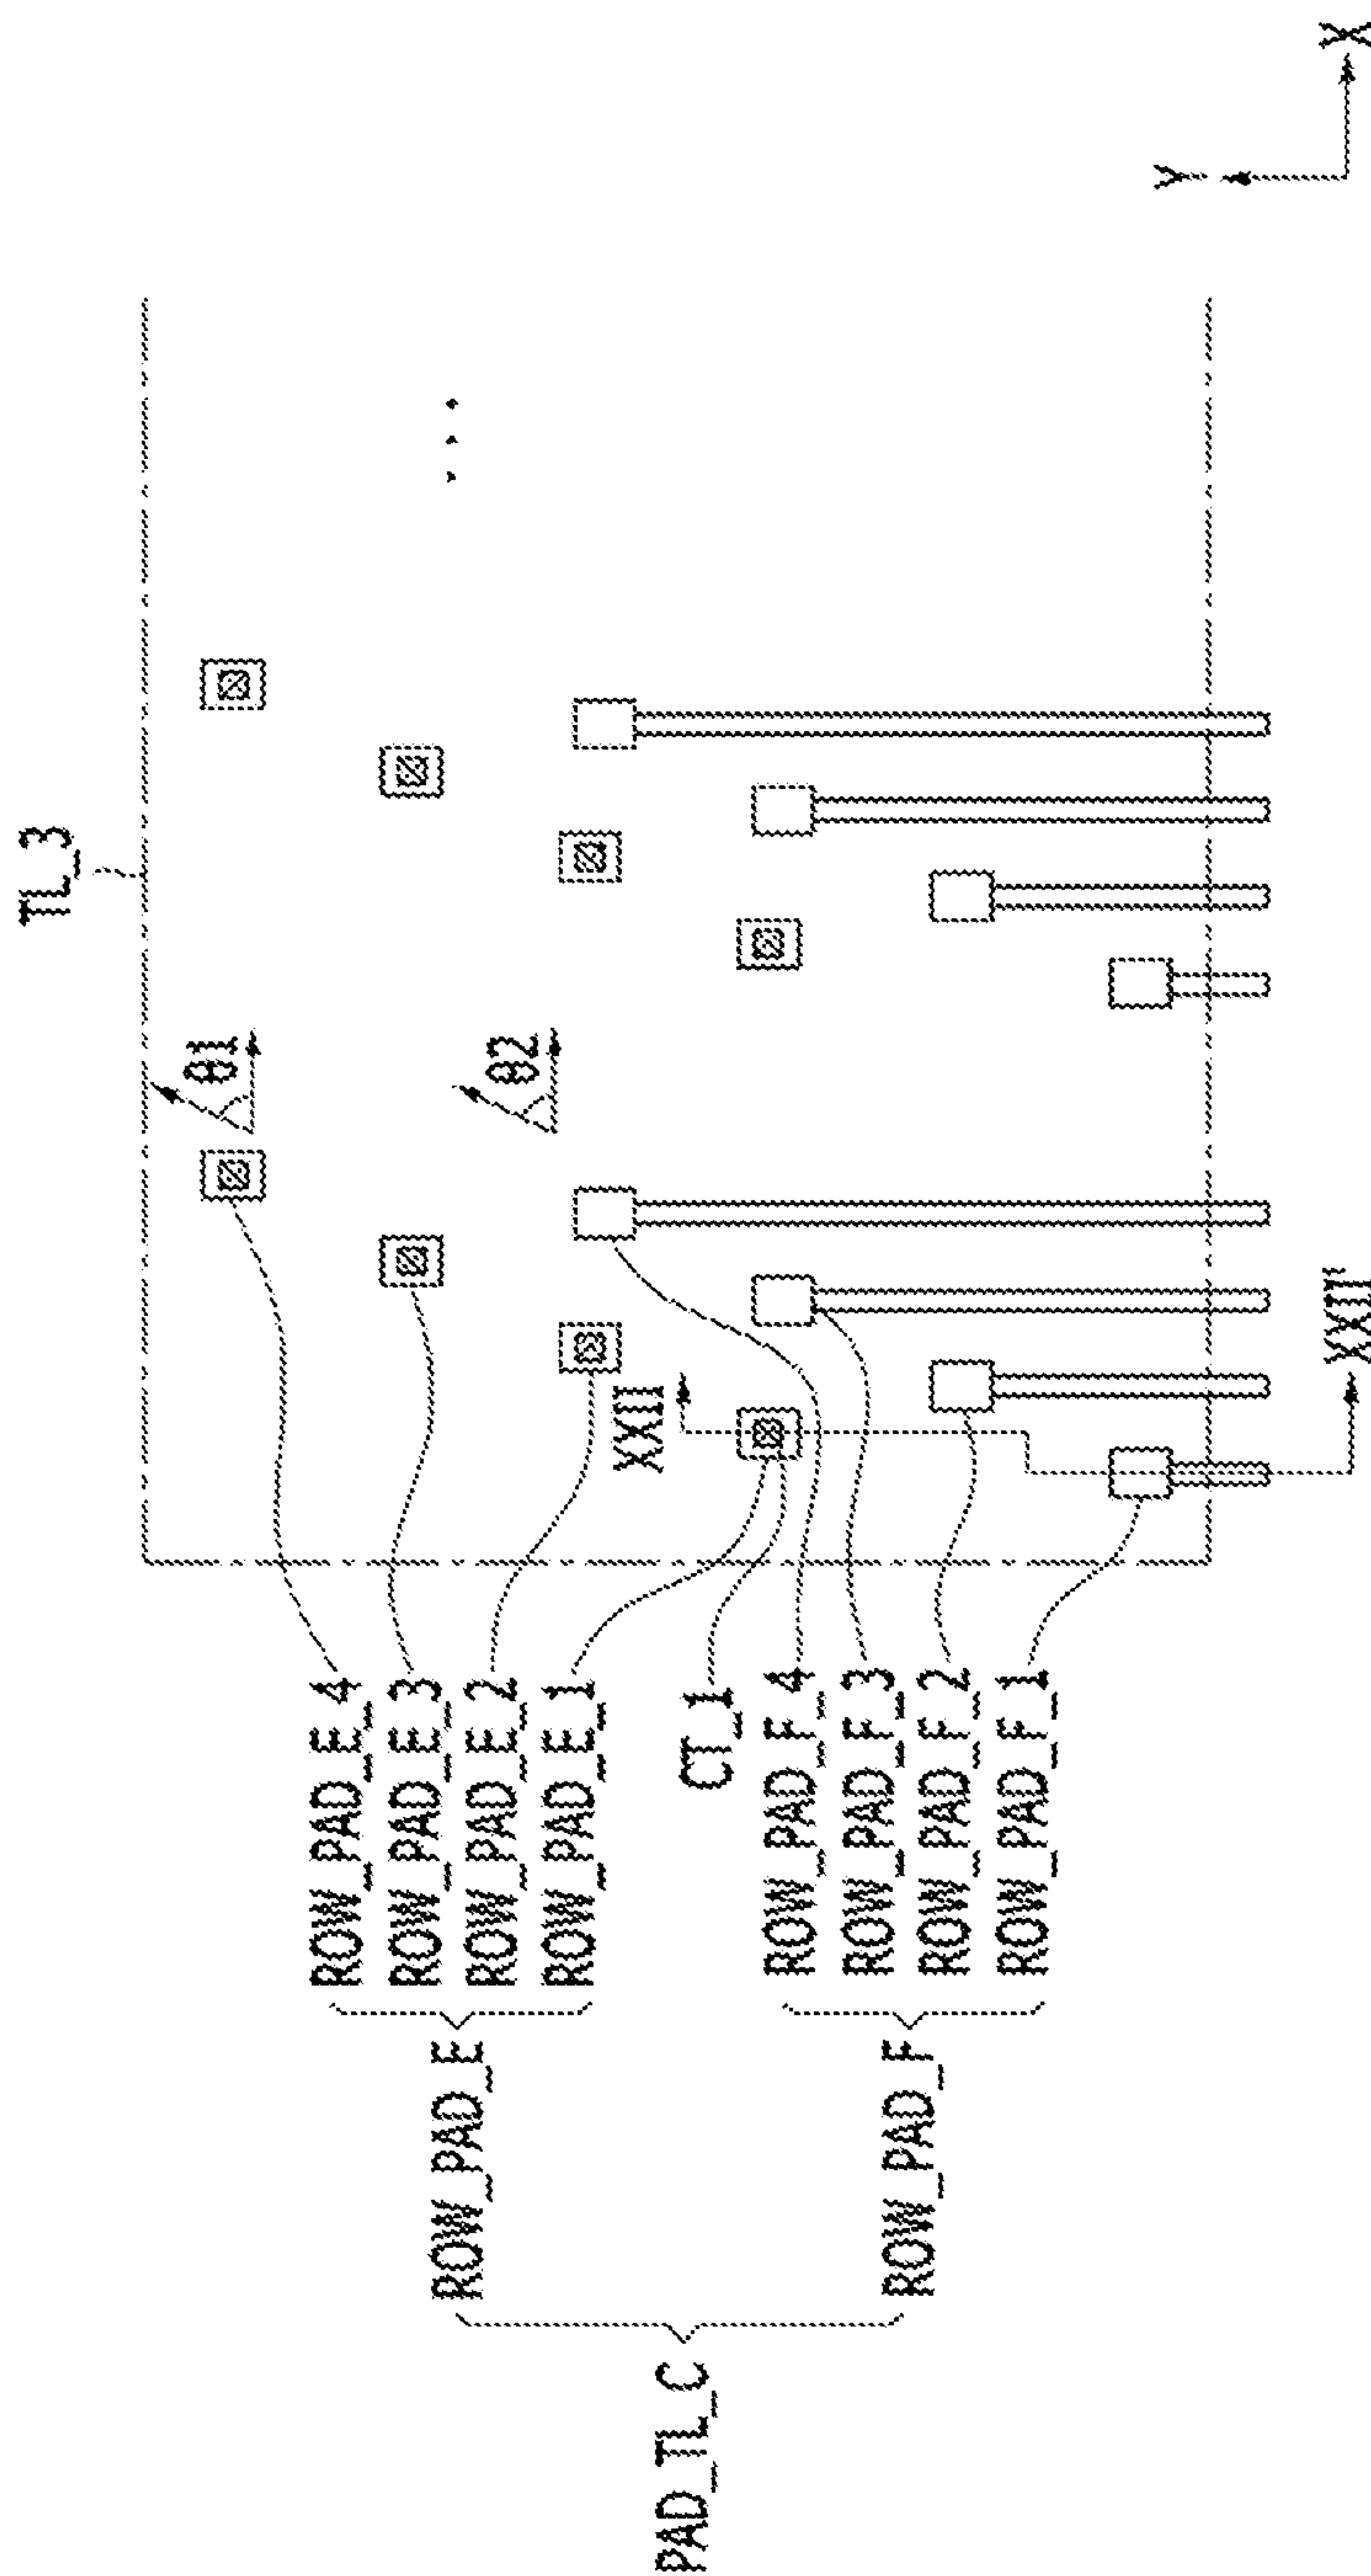 TL_3
θ1
θ2
XXII
XXII'
Y
X
PAD_TL_C
ROW_PAD_E
ROW_PAD_E_4
ROW_PAD_E_3
ROW_PAD_E_2
ROW_PAD_E_1
CT_1
ROW_PAD_F
ROW_PAD_F_4
ROW_PAD_F_3
ROW_PAD_F_2
ROW_PAD_F_1